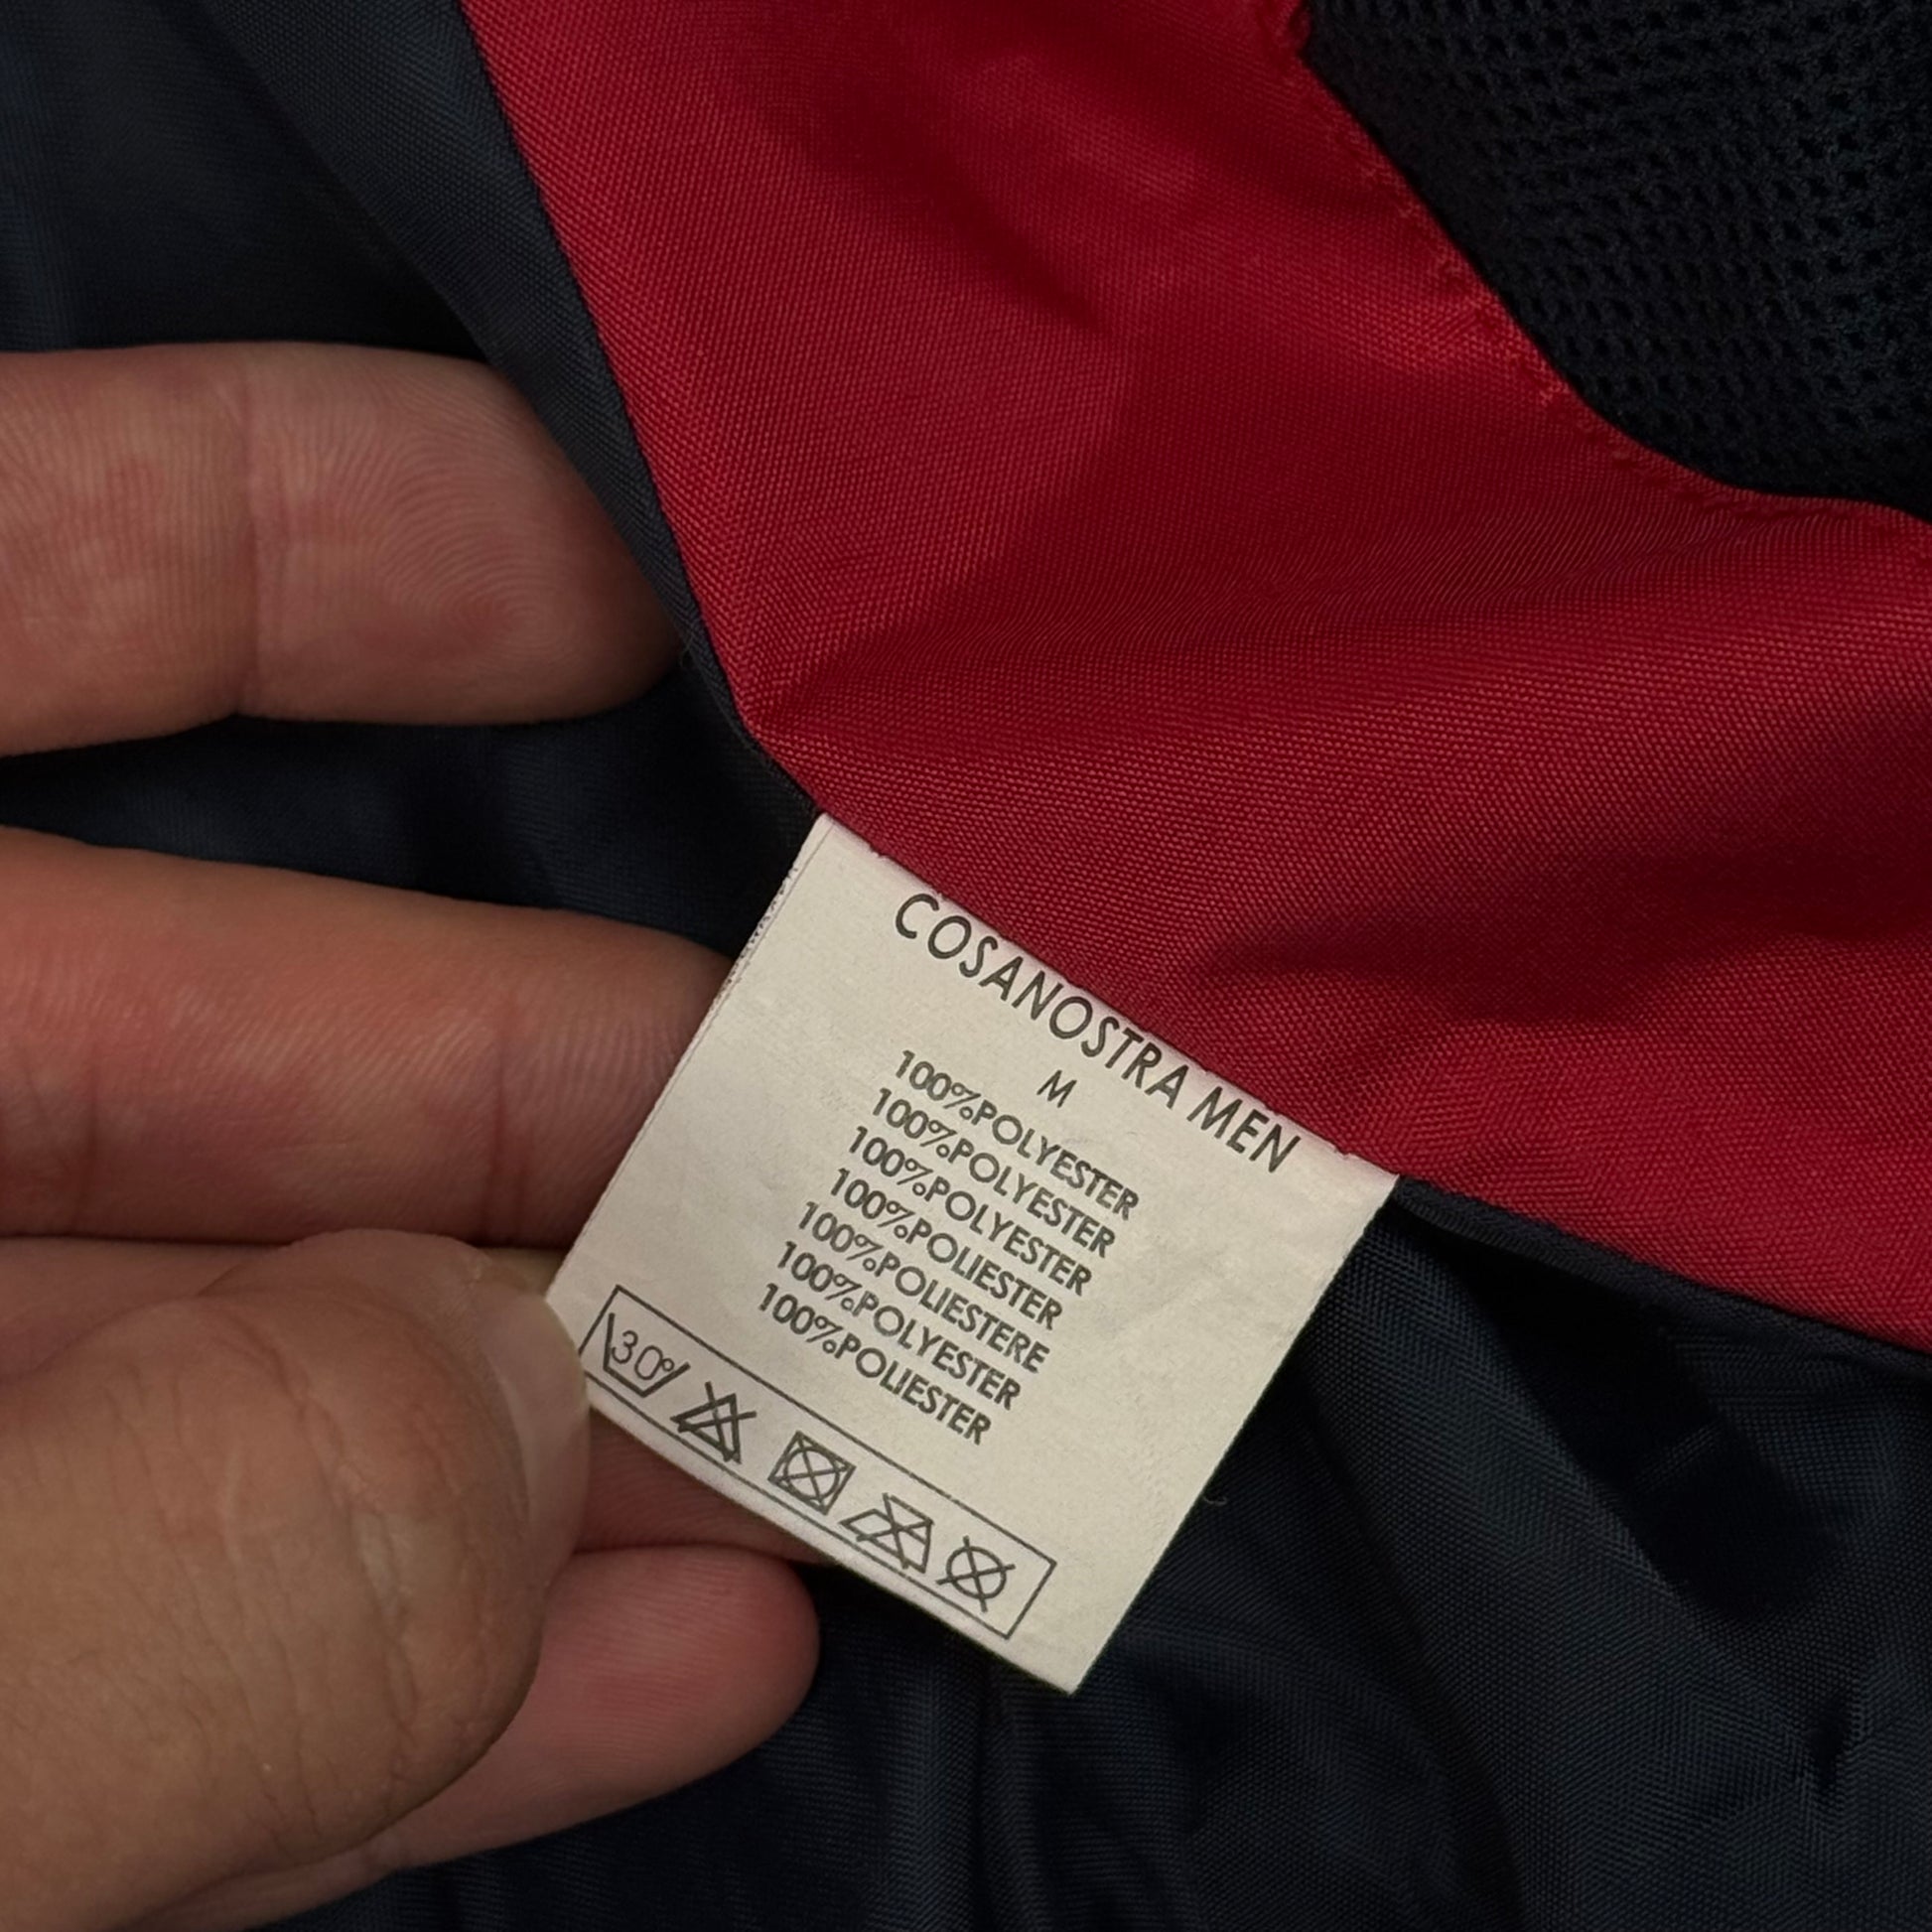 COSANOSTRA MEN
M
100%POLYESTER
100%POLYESTER
100%POLYESTER
100%POLIESTER
100%POLIESTERE
100%POLYESTER
100%POLIESTER
30°